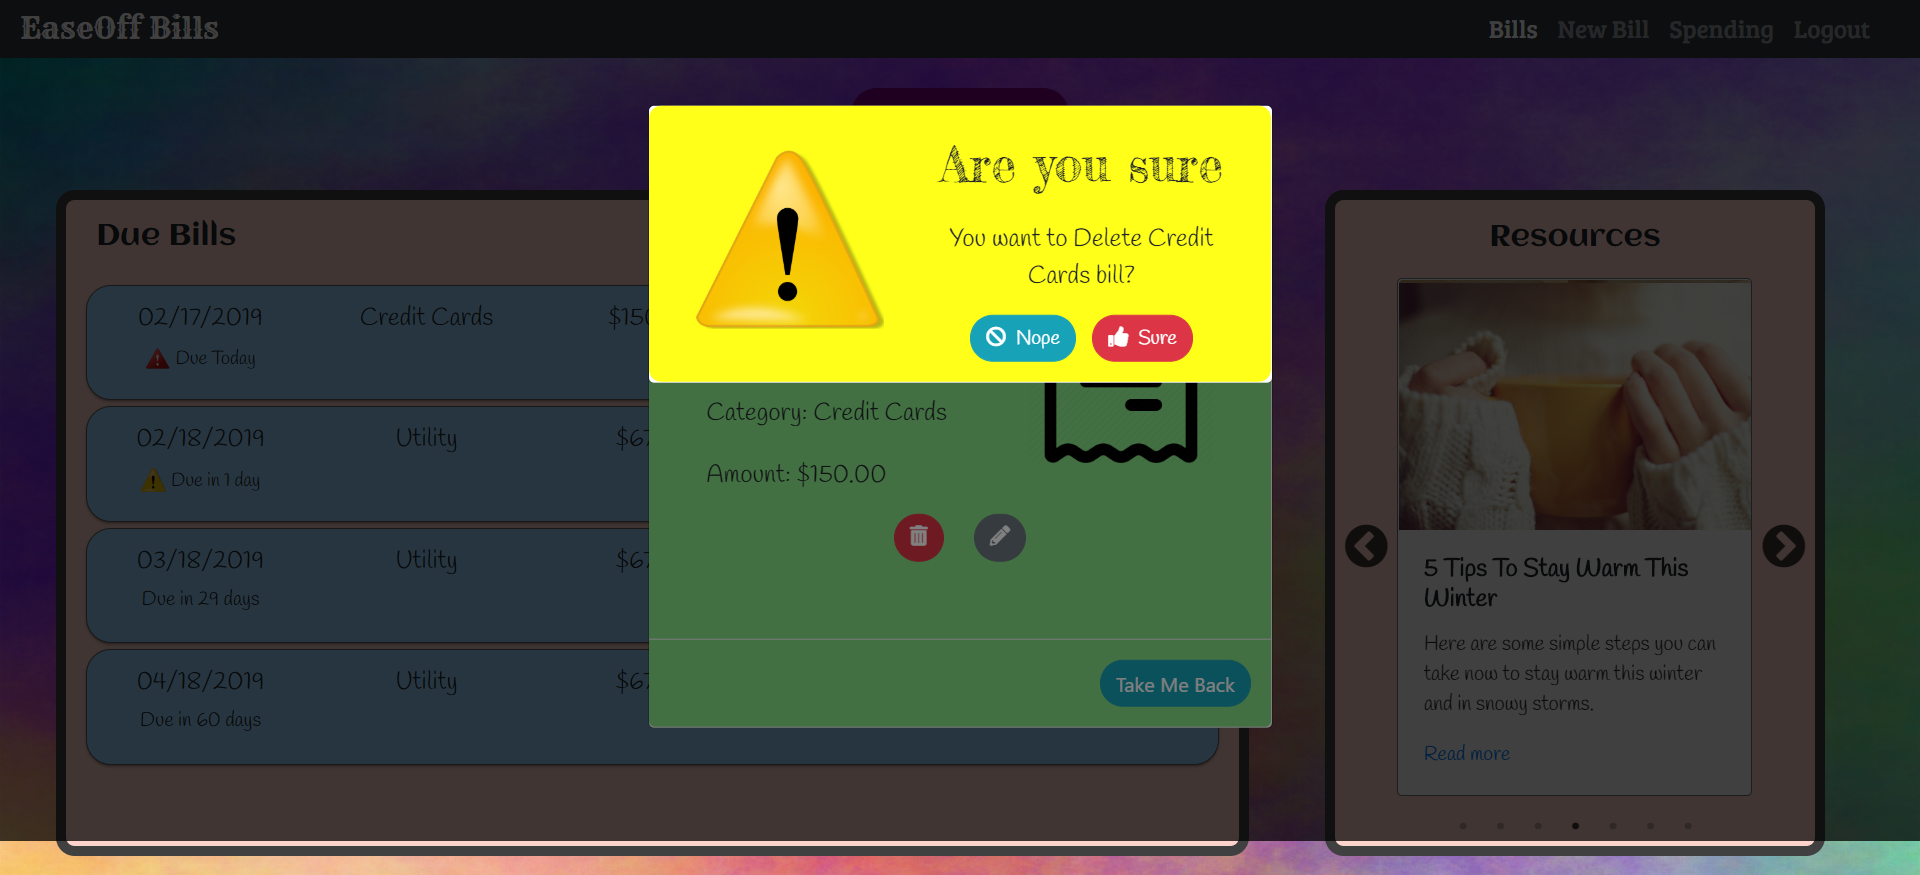 EaseOff Bills
Bills New Bill Spending Logout
Are you sure
You want to Delete Credit
Cards bill?
Nope Sure
Due Bills
02/17/2019 Credit Cards
Due Today
02/18/2019 Utility
Due in 1 day
03/18/2019 Utility
Due in 29 days
04/18/2019 Utility
Due in 60 days
Category: Credit Cards
Amount: $150.00
Take Me Back
Resources
5 Tips To Stay Warm This
Winter
Here are some simple steps you can
take now to stay warm this winter
and in snowy storms.
Read more